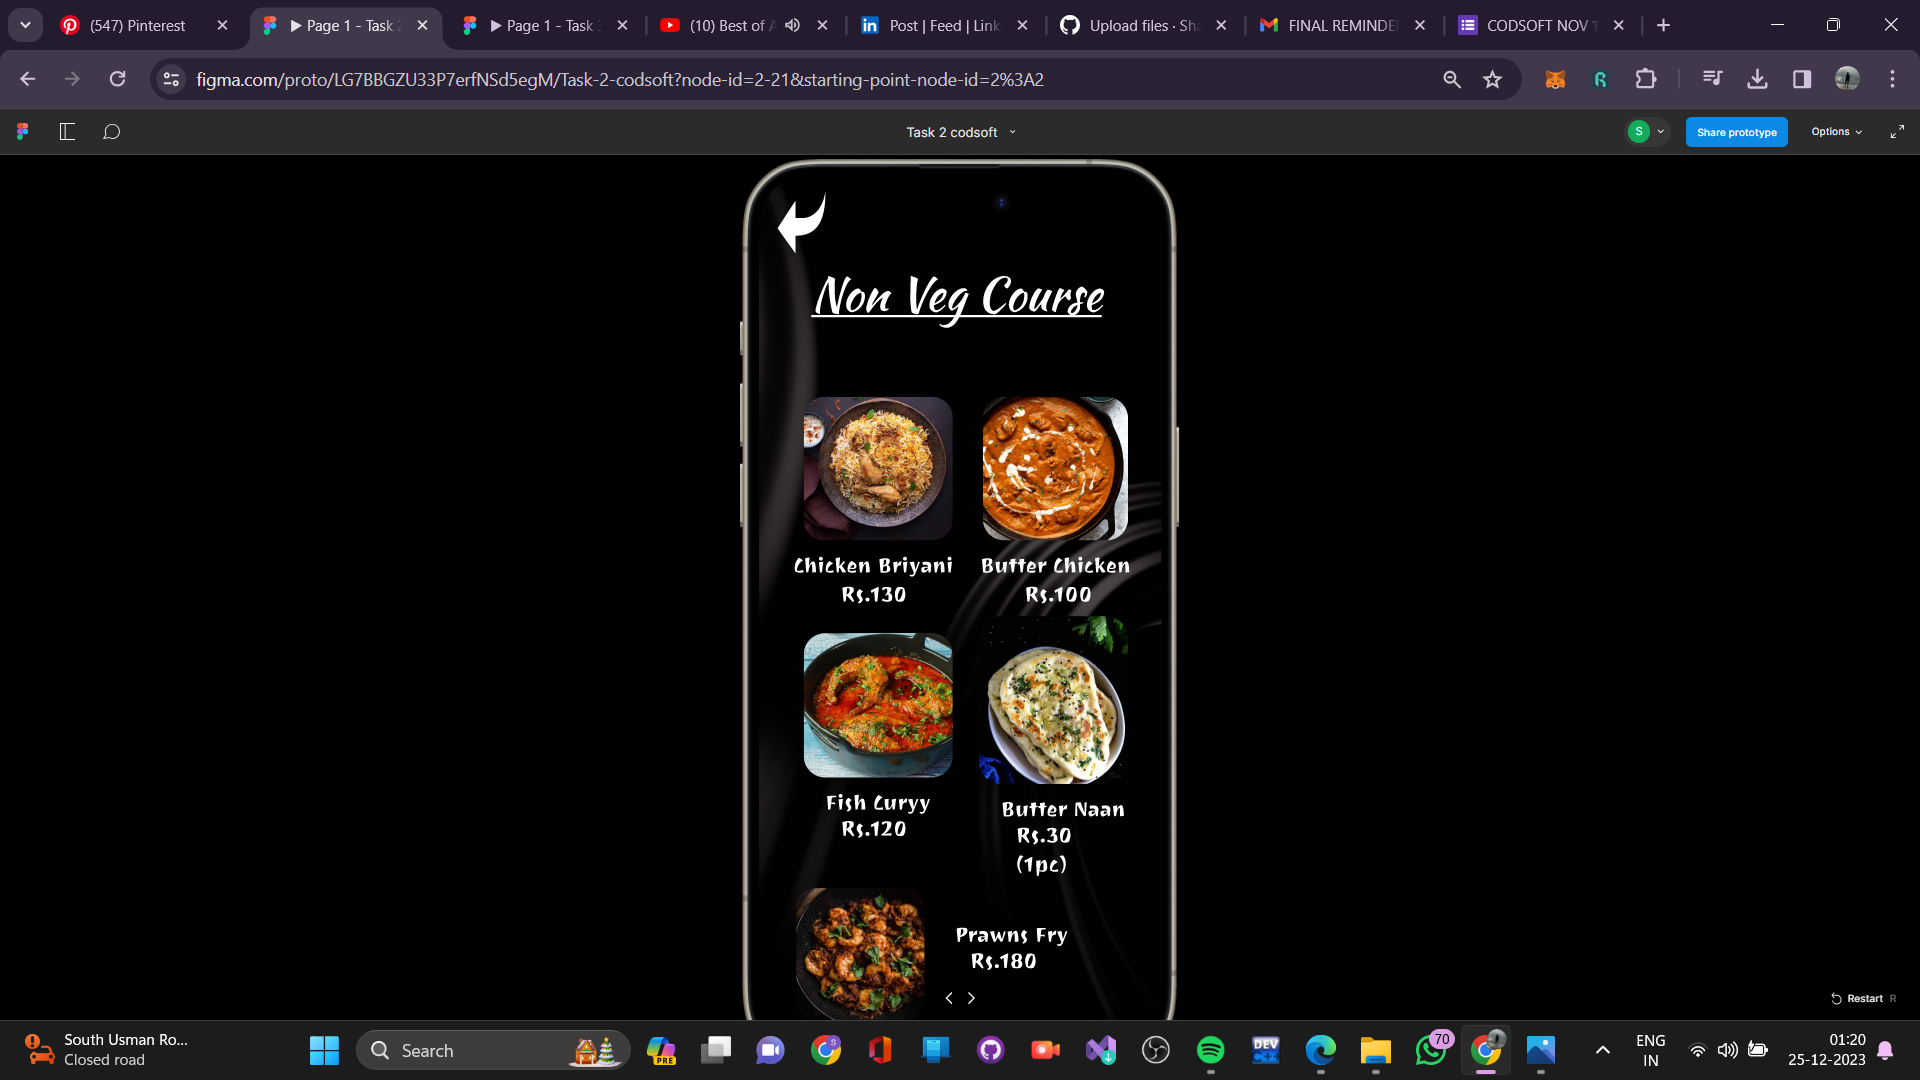 (547) Pinterest
Page 1 - Task 2
Page 1 - Task
(10) Best of A
Post | Feed | Link
Upload files · Sha
FINAL REMINDE
CODSOFT NOV T
figma.com/proto/LG7BBGZU33P7erfNSd5egM/Task-2-codsoft?node-id=2-21&starting-point-node-id=2%3A2
Task 2 codsoft
S
Share prototype
Options
Non Veg Course
Chicken Briyani
Rs.130
Butter Chicken
Rs.100
Fish Curyy
Rs.120
Butter Naan
Rs.30
(1pc)
Prawns Fry
Rs.180
Restart R
South Usman Ro...
Closed road
Search
PRE
DEV
C++
70
ENG
IN
01:20
25-12-2023